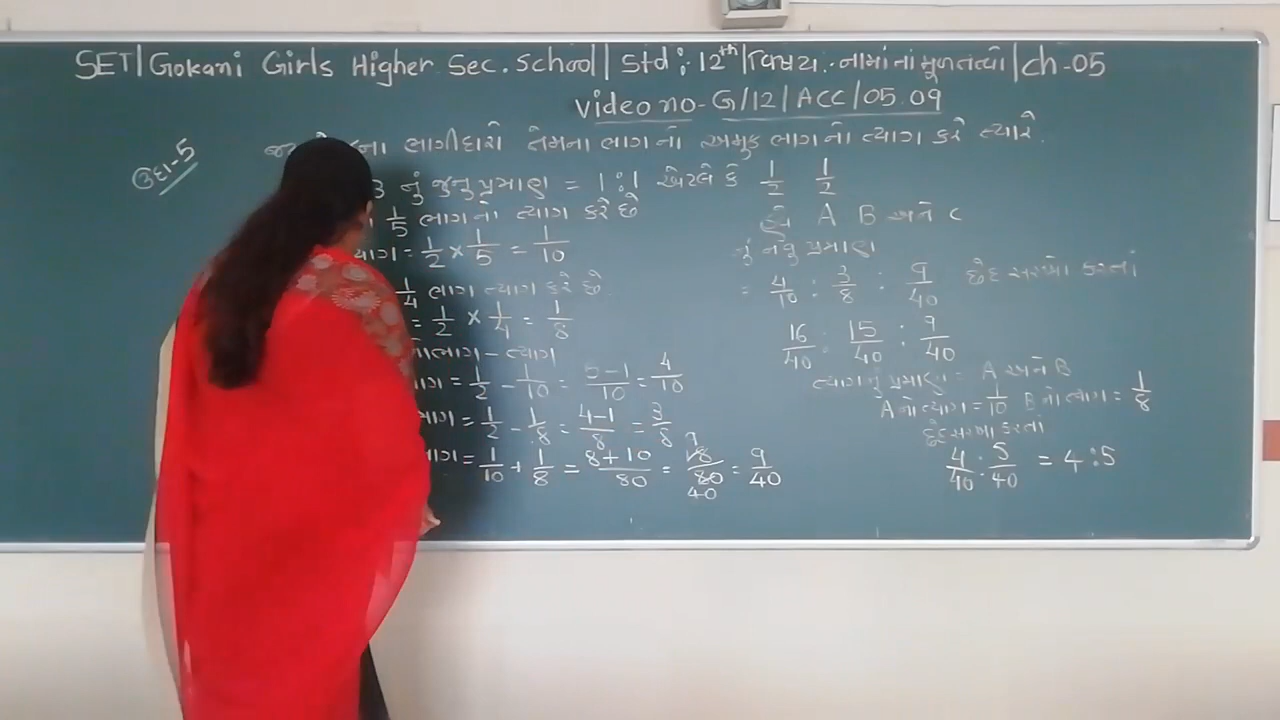 SET | Gokani Girls Higher Sec. School | Std : 12th | વિષય :- નામાંનાં મૂળતત્વો | Ch-05
Video no- G/12 | ACC | 05.09
ઉદા-5
ના ભાગીદારો તેમના ભાગનો અમુક ભાગનો ત્યાગ કરે ત્યારે.
નું જુનુ પ્રમાણ = 1:1 એટલે કે 1/2 1/2
1/5 ભાગનો ત્યાગ કરે છે
ત્યાગ = 1/2 × 1/5 = 1/10
1/4 ભાગ ત્યાગ કરે છે.
= 1/2 × 1/4 = 1/8
ભાગ – ત્યાગ
ભાગ = 1/2 - 1/10 = 5-1/10 = 4/10
ભાગ = 1/2 - 1/8 = 4-1/8 = 3/8
ભાગ = 1/10 + 1/8 = 8+10/80 = 18/80 9 40 = 9/40
હવે A B અને C
નું નવુ પ્રમાણ
= 4/10 : 3/8 : 9/40 છેદ સરખા કરતાં
16/40 : 15/40 : 9/40
ત્યાગનું પ્રમાણ = A અને B
A નો ત્યાગ = 1/10 B નો ભાગ = 1/8
છેદ સરખા કરતાં
4/40 : 5/40 = 4:5